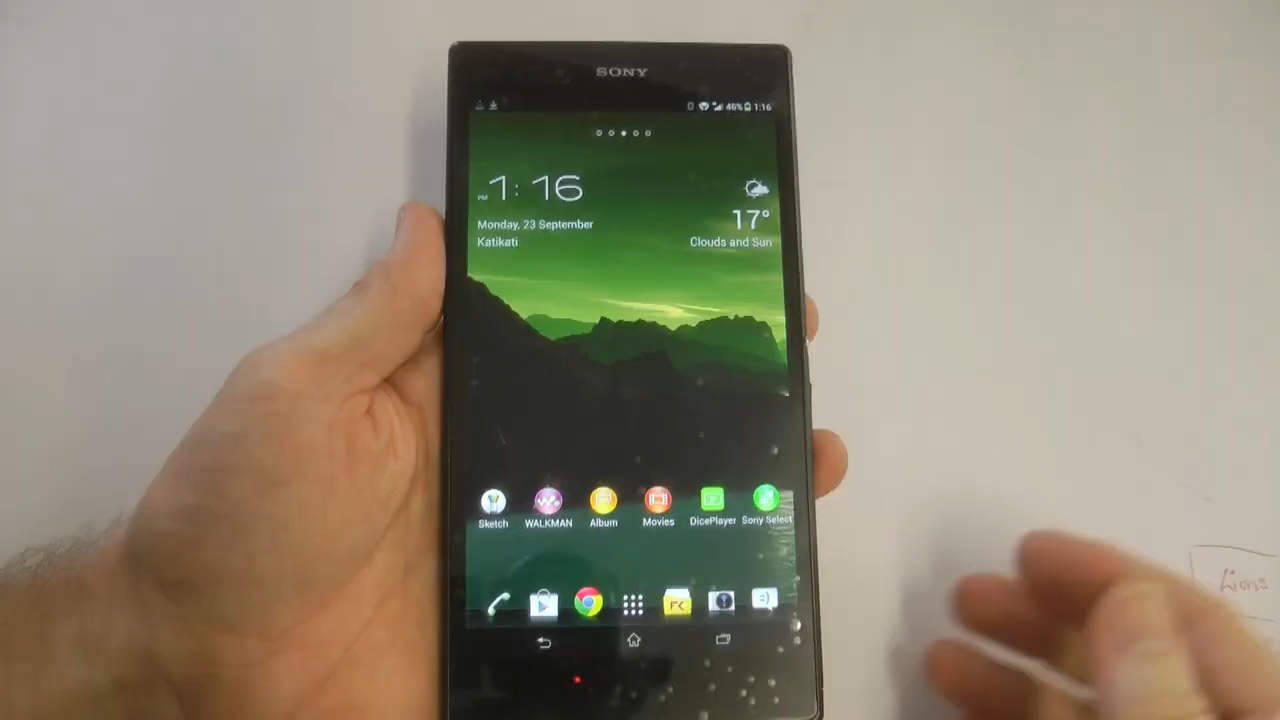 SONY
46% 1:16
PM 1:16
Monday, 23 September
Katikati
17°
Clouds and Sun
Sketch WALKMAN Album Movies DicePlayer Sony Select